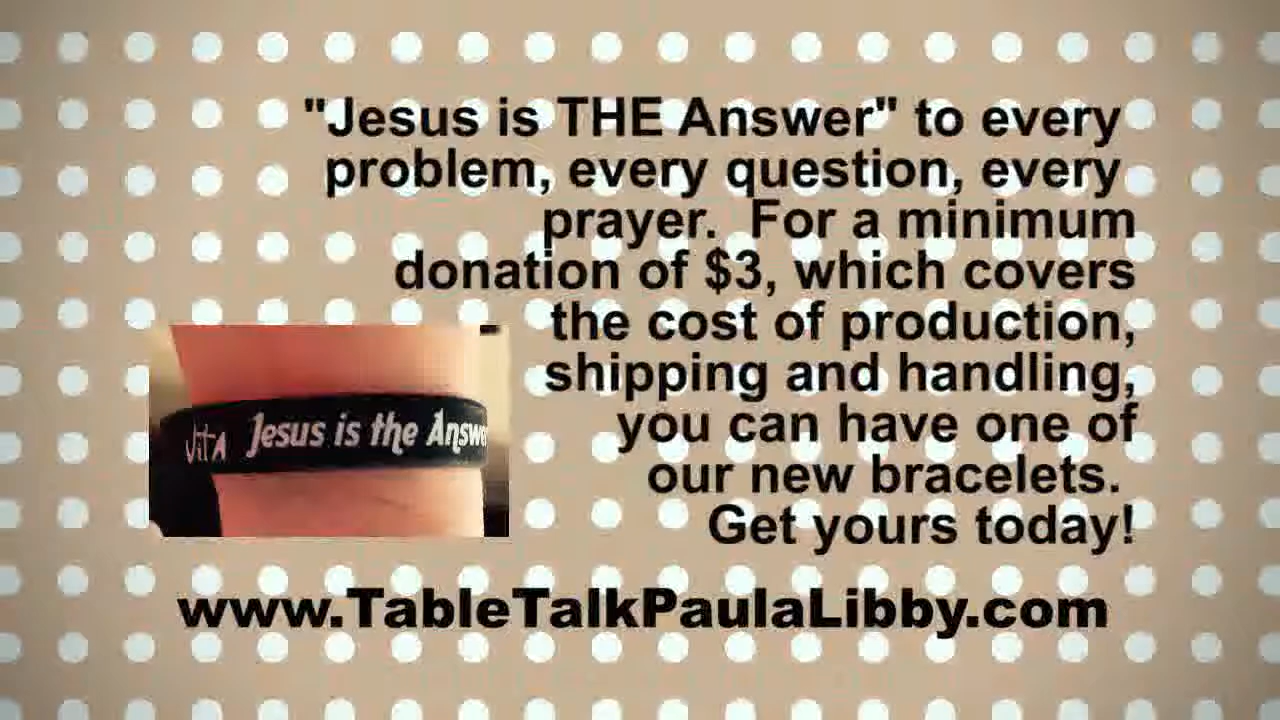 "Jesus is THE Answer" to every
problem, every question, every
prayer.  For a minimum
donation of $3, which covers
the cost of production,
shipping and handling,
you can have one of
our new bracelets.
Get yours today!
VitA Jesus is the Answe
www.TableTalkPaulaLibby.com